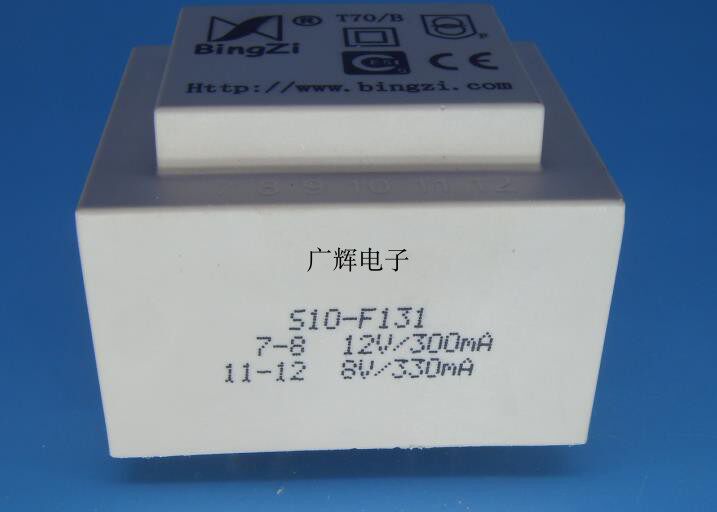 BingZi ® T70/B
P
Http://www.bingzi.com
7 8 9 10 11 12
广辉电子
S10-F131
7-8 12V/300mA
11-12 8V/330mA